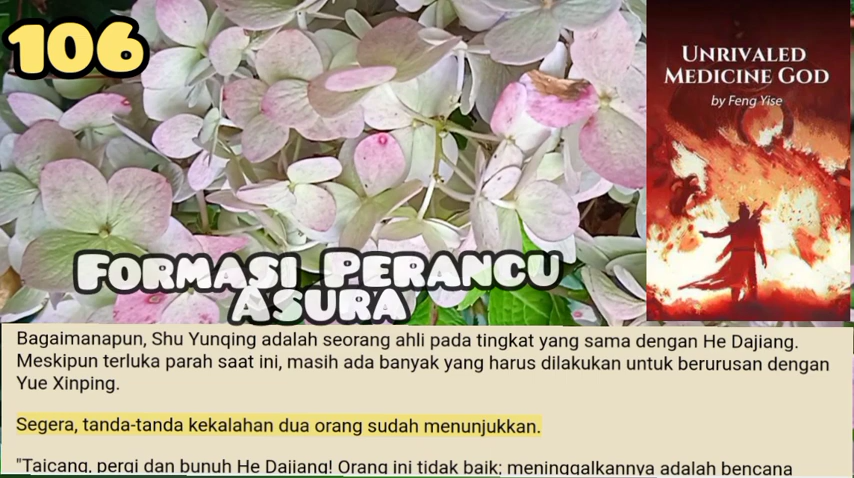 106
UNRIVALED
MEDICINE GOD
by Feng Yise
FORMASI PERANCU
ASURA
Bagaimanapun, Shu Yunqing adalah seorang ahli pada tingkat yang sama dengan He Dajiang.
Meskipun terluka parah saat ini, masih ada banyak yang harus dilakukan untuk berurusan dengan
Yue Xinping.
Segera, tanda-tanda kekalahan dua orang sudah menunjukkan.
"Taicang, pergi dan bunuh He Dajiang! Orang ini tidak baik; meninggalkannya adalah bencana